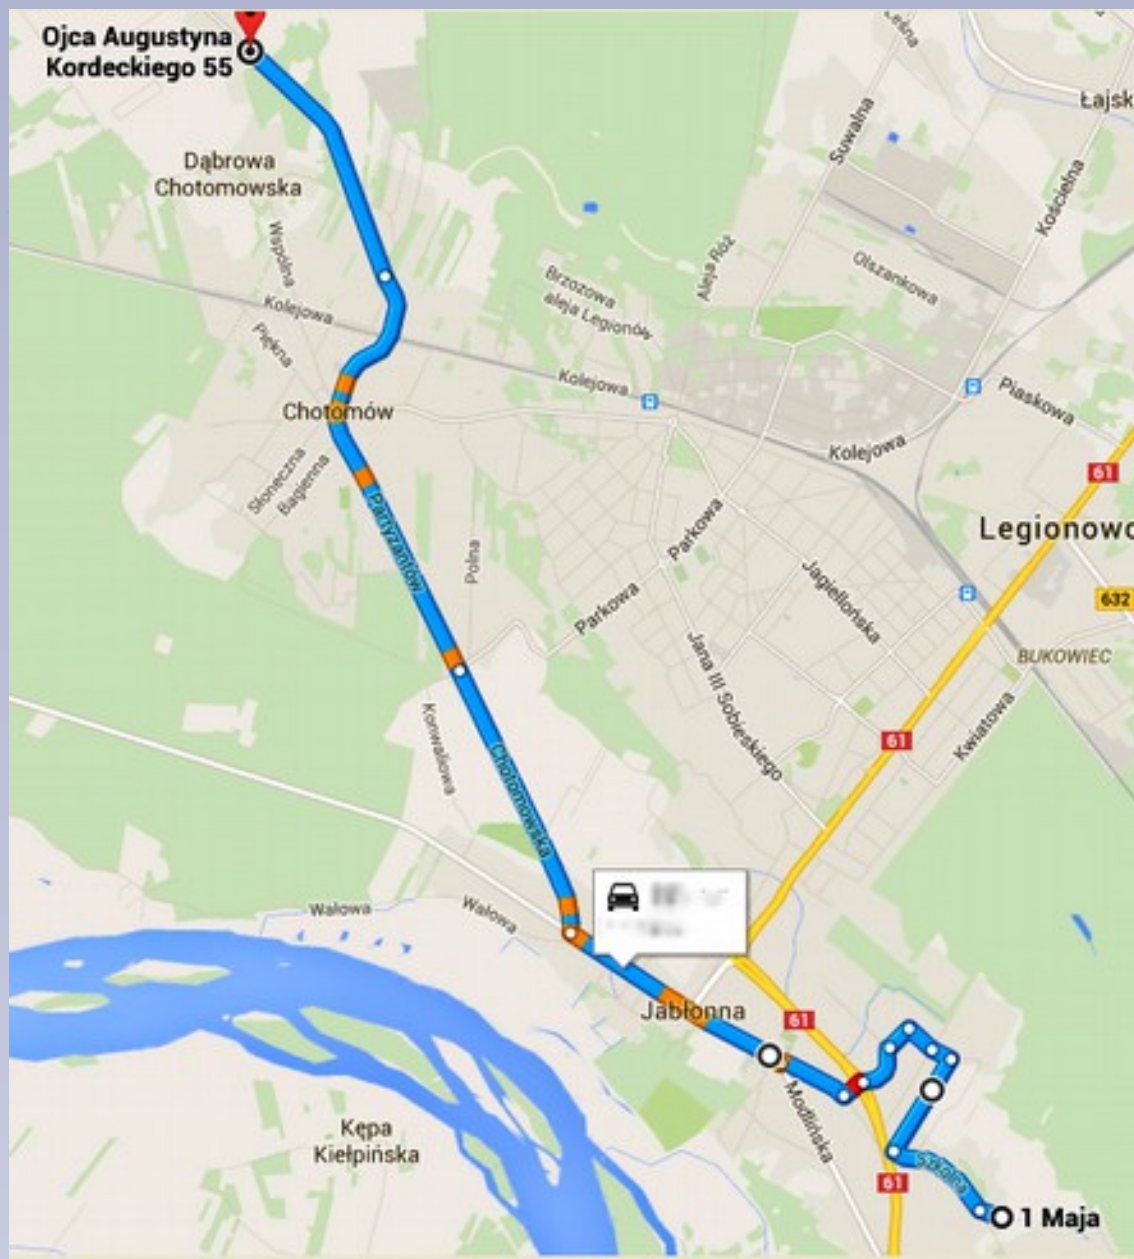 Ojca Augustyna
Kordeckiego 55
Leśna
Łajsk
Suwalna
Dąbrowa
Chotomowska
Kościelna
Wspólna
Aleja Róż
Olszankowa
Brzozowa
aleja Legionów
Kolejowa
Piękna
Kolejowa
Piaskowa
Chotomów
Kolejowa
Słoneczna
Bagienna
61
Partyzantów
Parkowa
Legionowo
Polna
Jagiellońska
632
Parkowa
BUKOWIEC
Jana III Sobieskiego
Konwaliowa
Kwiatowa
61
Chotomowska
Wałowa
Wałowa
Jabłonna
61
Modlińska
Kępa
Kiełpińska
Szkolna
61
1 Maja